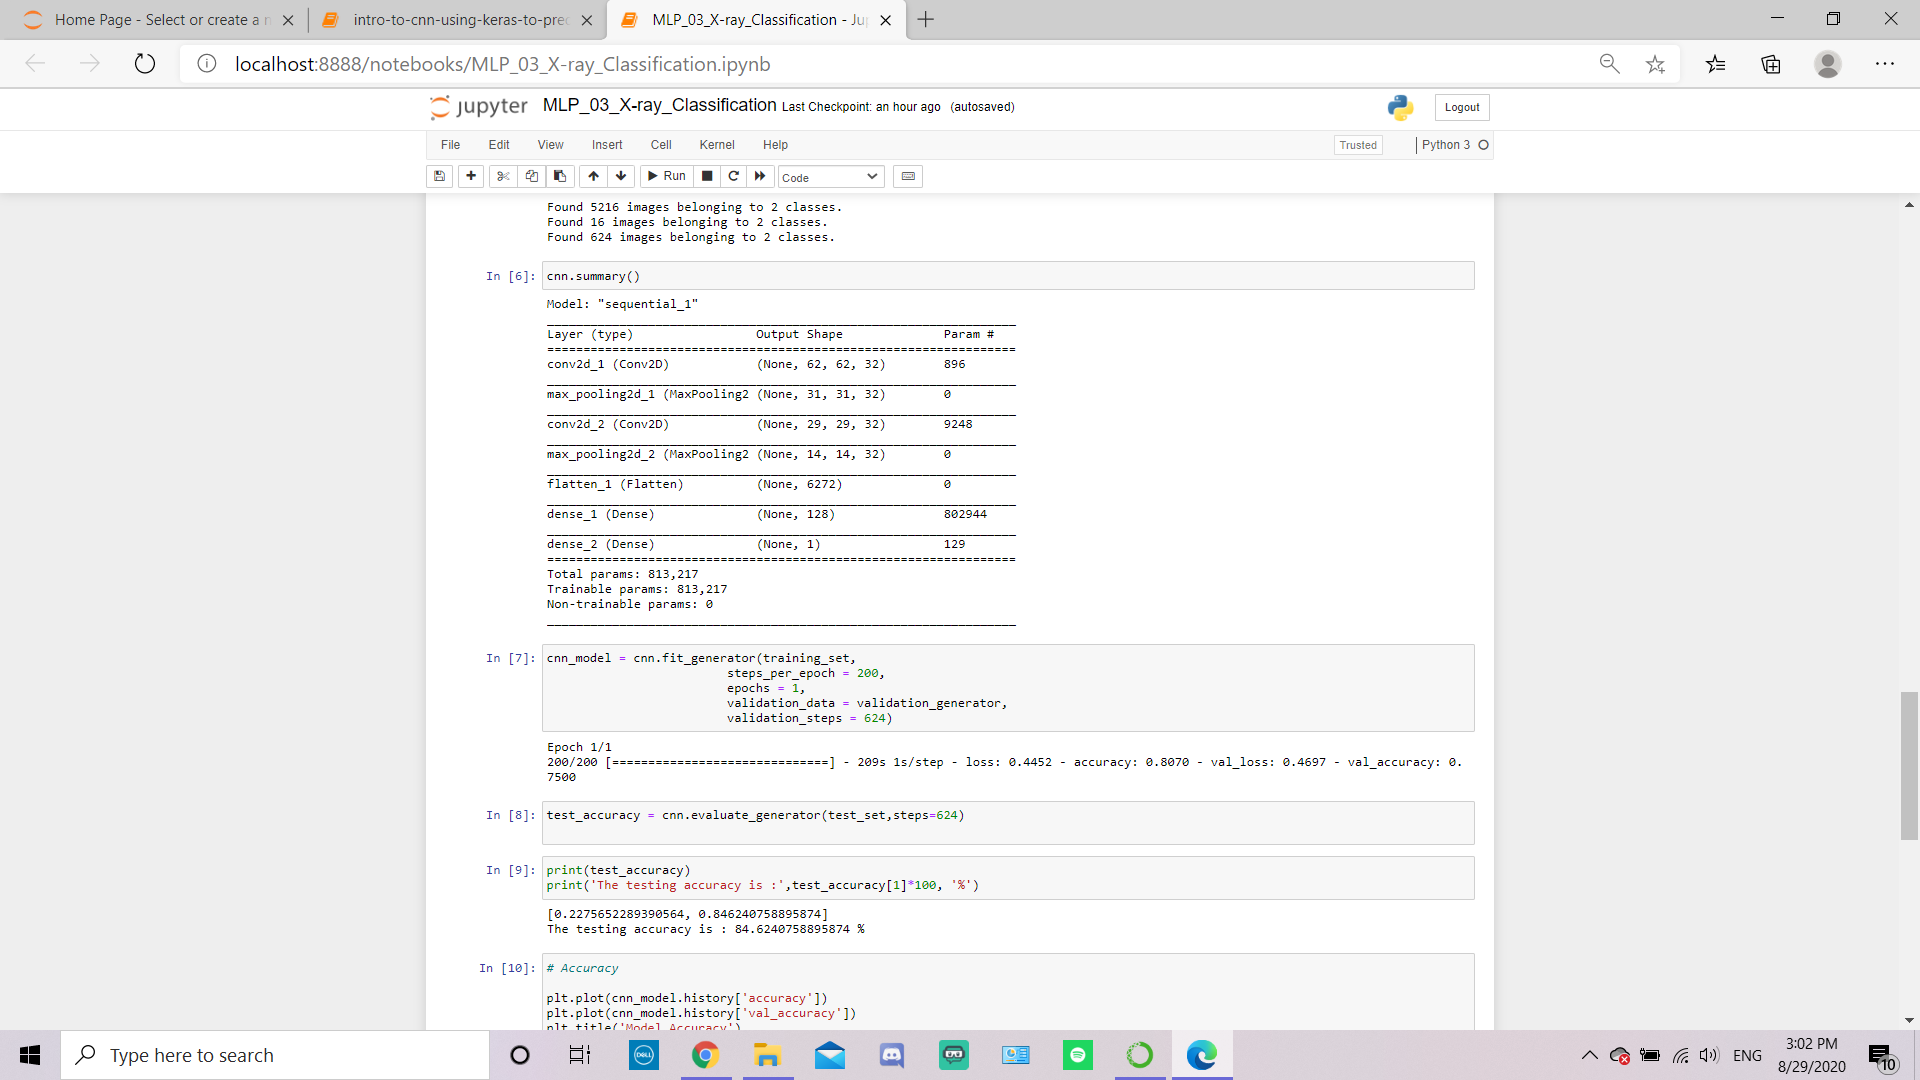 Home Page - Select or create a n
intro-to-cnn-using-keras-to-prec
MLP_03_X-ray_Classification - Ju
localhost:8888/notebooks/MLP_03_X-ray_Classification.ipynb
jupyter MLP_03_X-ray_Classification Last Checkpoint: an hour ago (autosaved)
Logout
File Edit View Insert Cell Kernel Help
Trusted
Python 3
Run
Code
Found 5216 images belonging to 2 classes.
Found 16 images belonging to 2 classes.
Found 624 images belonging to 2 classes.
In [6]: cnn.summary()
Model: "sequential_1"
Layer (type) Output Shape Param #
conv2d_1 (Conv2D) (None, 62, 62, 32) 896
max_pooling2d_1 (MaxPooling2 (None, 31, 31, 32) 0
conv2d_2 (Conv2D) (None, 29, 29, 32) 9248
max_pooling2d_2 (MaxPooling2 (None, 14, 14, 32) 0
flatten_1 (Flatten) (None, 6272) 0
dense_1 (Dense) (None, 128) 802944
dense_2 (Dense) (None, 1) 129
Total params: 813,217
Trainable params: 813,217
Non-trainable params: 0
In [7]: cnn_model = cnn.fit_generator(training_set,
steps_per_epoch = 200,
epochs = 1,
validation_data = validation_generator,
validation_steps = 624)
Epoch 1/1
200/200 [==============================] - 209s 1s/step - loss: 0.4452 - accuracy: 0.8070 - val_loss: 0.4697 - val_accuracy: 0.
7500
In [8]: test_accuracy = cnn.evaluate_generator(test_set,steps=624)
In [9]: print(test_accuracy)
print('The testing accuracy is :',test_accuracy[1]*100, '%')
[0.2275652289390564, 0.846240758895874]
The testing accuracy is : 84.6240758895874 %
In [10]: # Accuracy
plt.plot(cnn_model.history['accuracy'])
plt.plot(cnn_model.history['val_accuracy'])
plt.title('Model Accuracy')
Type here to search
DELL
ENG
3:02 PM
8/29/2020
10